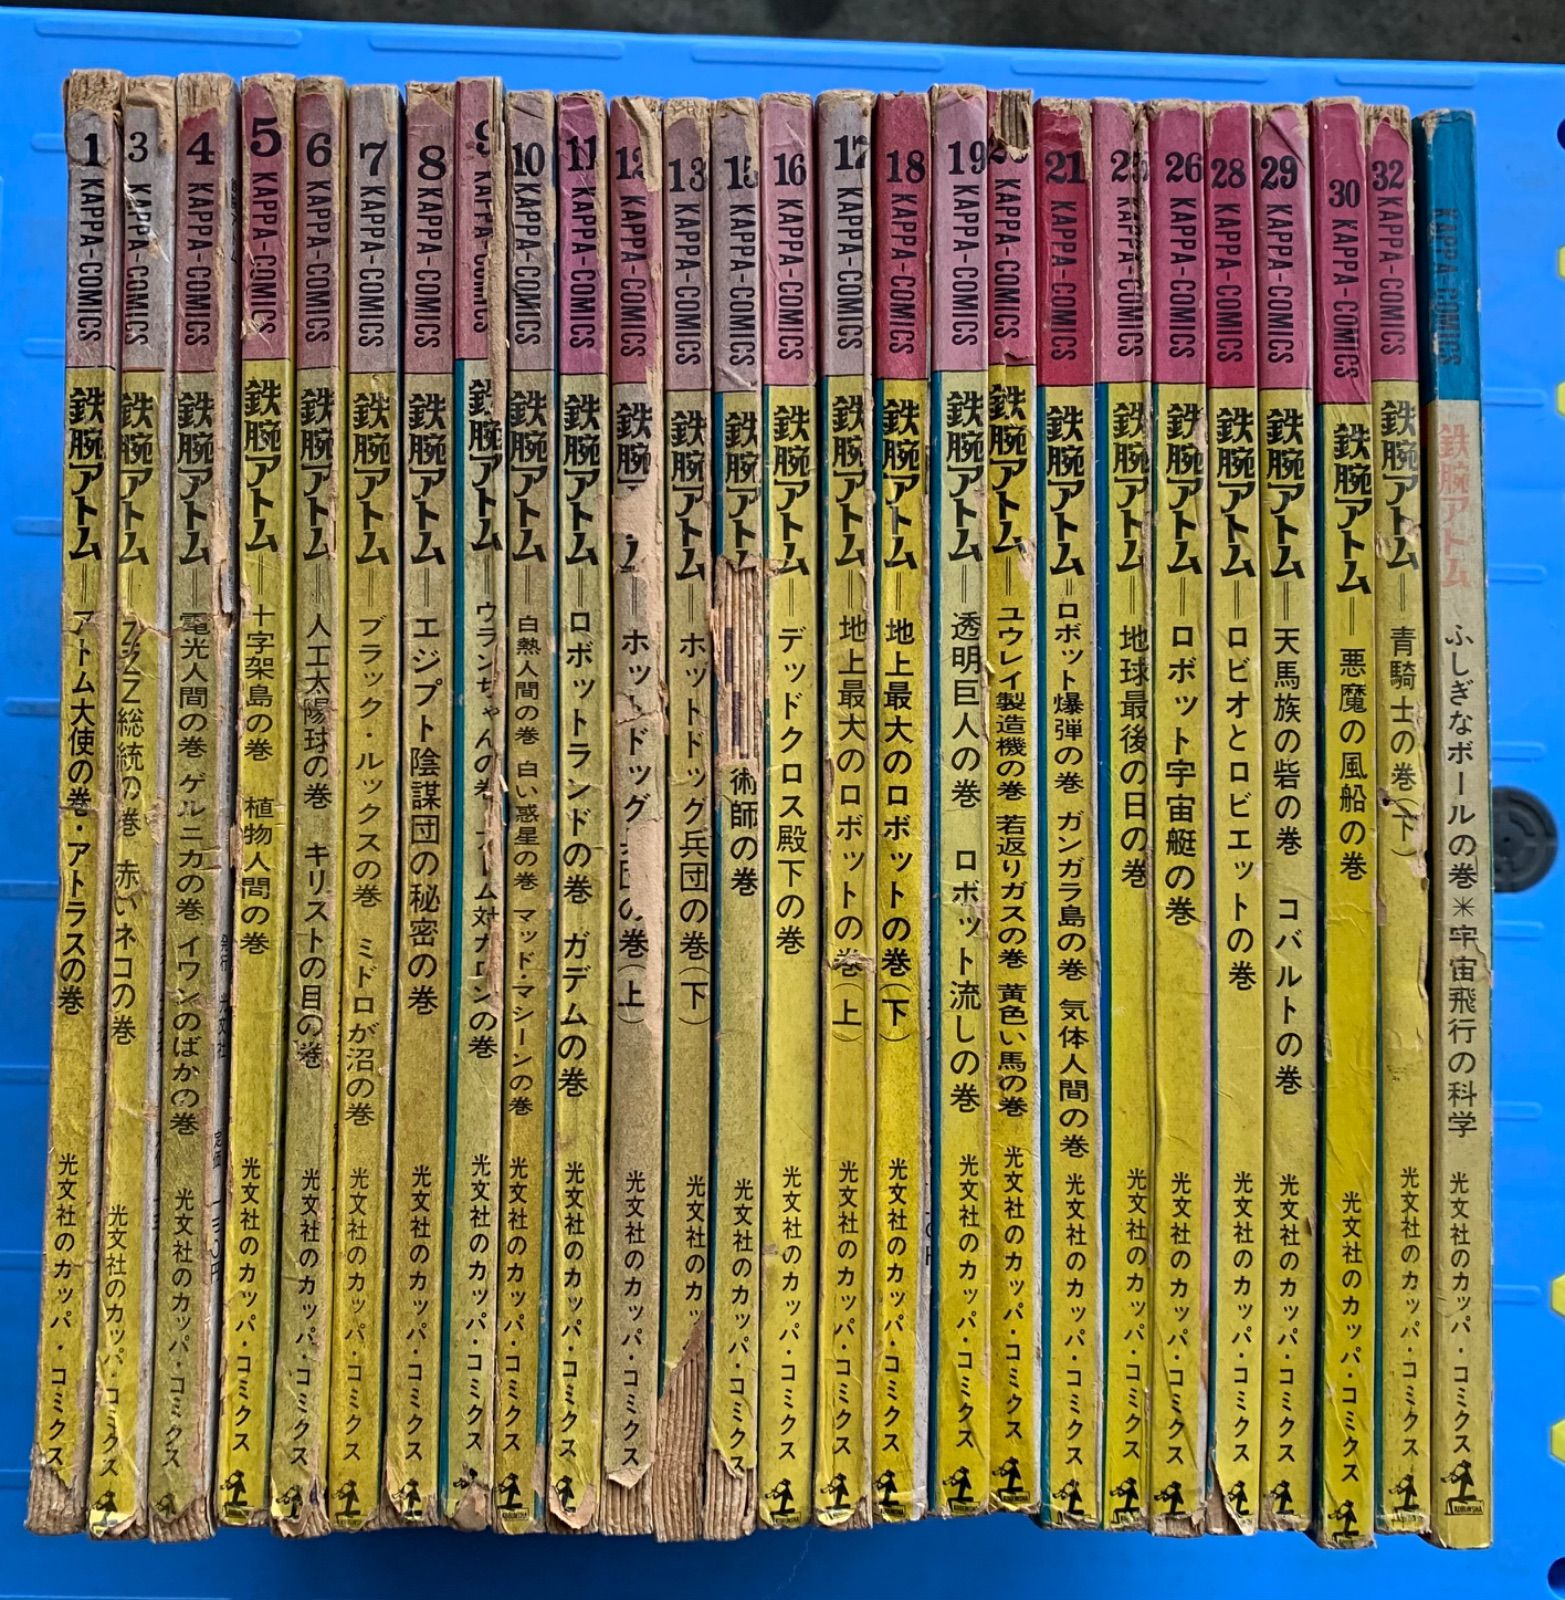 1 KAPPA-COMICS 鉄腕アトム アトム大使の巻・アトラスの巻 光文社のカッパ・コミクス
3 KAPPA-COMICS 鉄腕アトム ZZZ総統の巻 赤いネコの巻 光文社のカッパ・コミクス
4 KAPPA-COMICS 鉄腕アトム 電光人間の巻 ゲルニカの巻 イワンのばかの巻 光文社のカッパ・コミクス
5 KAPPA-COMICS 鉄腕アトム 十字架島の巻 植物人間の巻 光文社のカッパ・コミクス
6 KAPPA-COMICS 鉄腕アトム 人工太陽球の巻 キリストの目の巻 光文社のカッパ・コミクス
7 KAPPA-COMICS 鉄腕アトム ブラック・ルックスの巻 ミドロが沼の巻 光文社のカッパ・コミクス
8 KAPPA-COMICS 鉄腕アトム エジプト陰謀団の秘密の巻 光文社のカッパ・コミクス
9 KAPPA-COMICS 鉄腕アトム ウランちゃんの巻 対ガロンの巻 光文社のカッパ・コミクス
10 KAPPA-COMICS 鉄腕アトム 白熱人間の巻 白い惑星の巻 マッド・マシーンの巻 光文社のカッパ・コミクス
11 KAPPA-COMICS 鉄腕アトム ロボットランドの巻 ガデムの巻 光文社のカッパ・コミクス
12 KAPPA-COMICS 鉄腕 ム ホットドッグ 団の巻(上) 光文社のカッパ・コミクス
13 KAPPA-COMICS 鉄腕アトム ホットドッグ兵団の巻(下) 光文社のカッ
15 KAPPA-COMICS 鉄腕アトム 術師の巻 光文社のカッパ・コミクス
16 KAPPA-COMICS 鉄腕アトム デッドクロス殿下の巻 光文社のカッパ・コミクス
17 KAPPA-COMICS 鉄腕アトム 地上最大のロボットの巻(上) 光文社のカッパ・コミクス
18 KAPPA-COMICS 鉄腕アトム 地上最大のロボットの巻(下) 光文社のカッパ・コミクス
19 KAPPA-COMICS 鉄腕アトム 透明巨人の巻 ロボット流しの巻 光文社のカッパ・コミクス
20 KAPPA-COMICS 鉄腕アトム ユウレイ製造機の巻 若返りガスの巻 黄色い馬の巻 光文社のカッパ・コミクス
21 KAPPA-COMICS 鉄腕アトム ロボット爆弾の巻 ガンガラ島の巻 気体人間の巻 光文社のカッパ・コミクス
25 KAPPA-COMICS 鉄腕アトム 地球最後の日の巻 光文社のカッパ・コミクス
26 KAPPA-COMICS 鉄腕アトム ロボット宇宙艇の巻 光文社のカッパ・コミクス
28 KAPPA-COMICS 鉄腕アトム ロビオとロビエットの巻 光文社のカッパ・コミクス
29 KAPPA-COMICS 鉄腕アトム 天馬族の砦の巻 コバルトの巻 光文社のカッパ・コミクス
30 KAPPA-COMICS 鉄腕アトム 悪魔の風船の巻 光文社のカッパ・コミクス
32 KAPPA-COMICS 鉄腕アトム 青騎士の巻(下) 光文社のカッパ・コミクス
KAPPA-COMICS 鉄腕アトム ふしぎなボールの巻＊宇宙飛行の科学 光文社のカッパ・コミクス